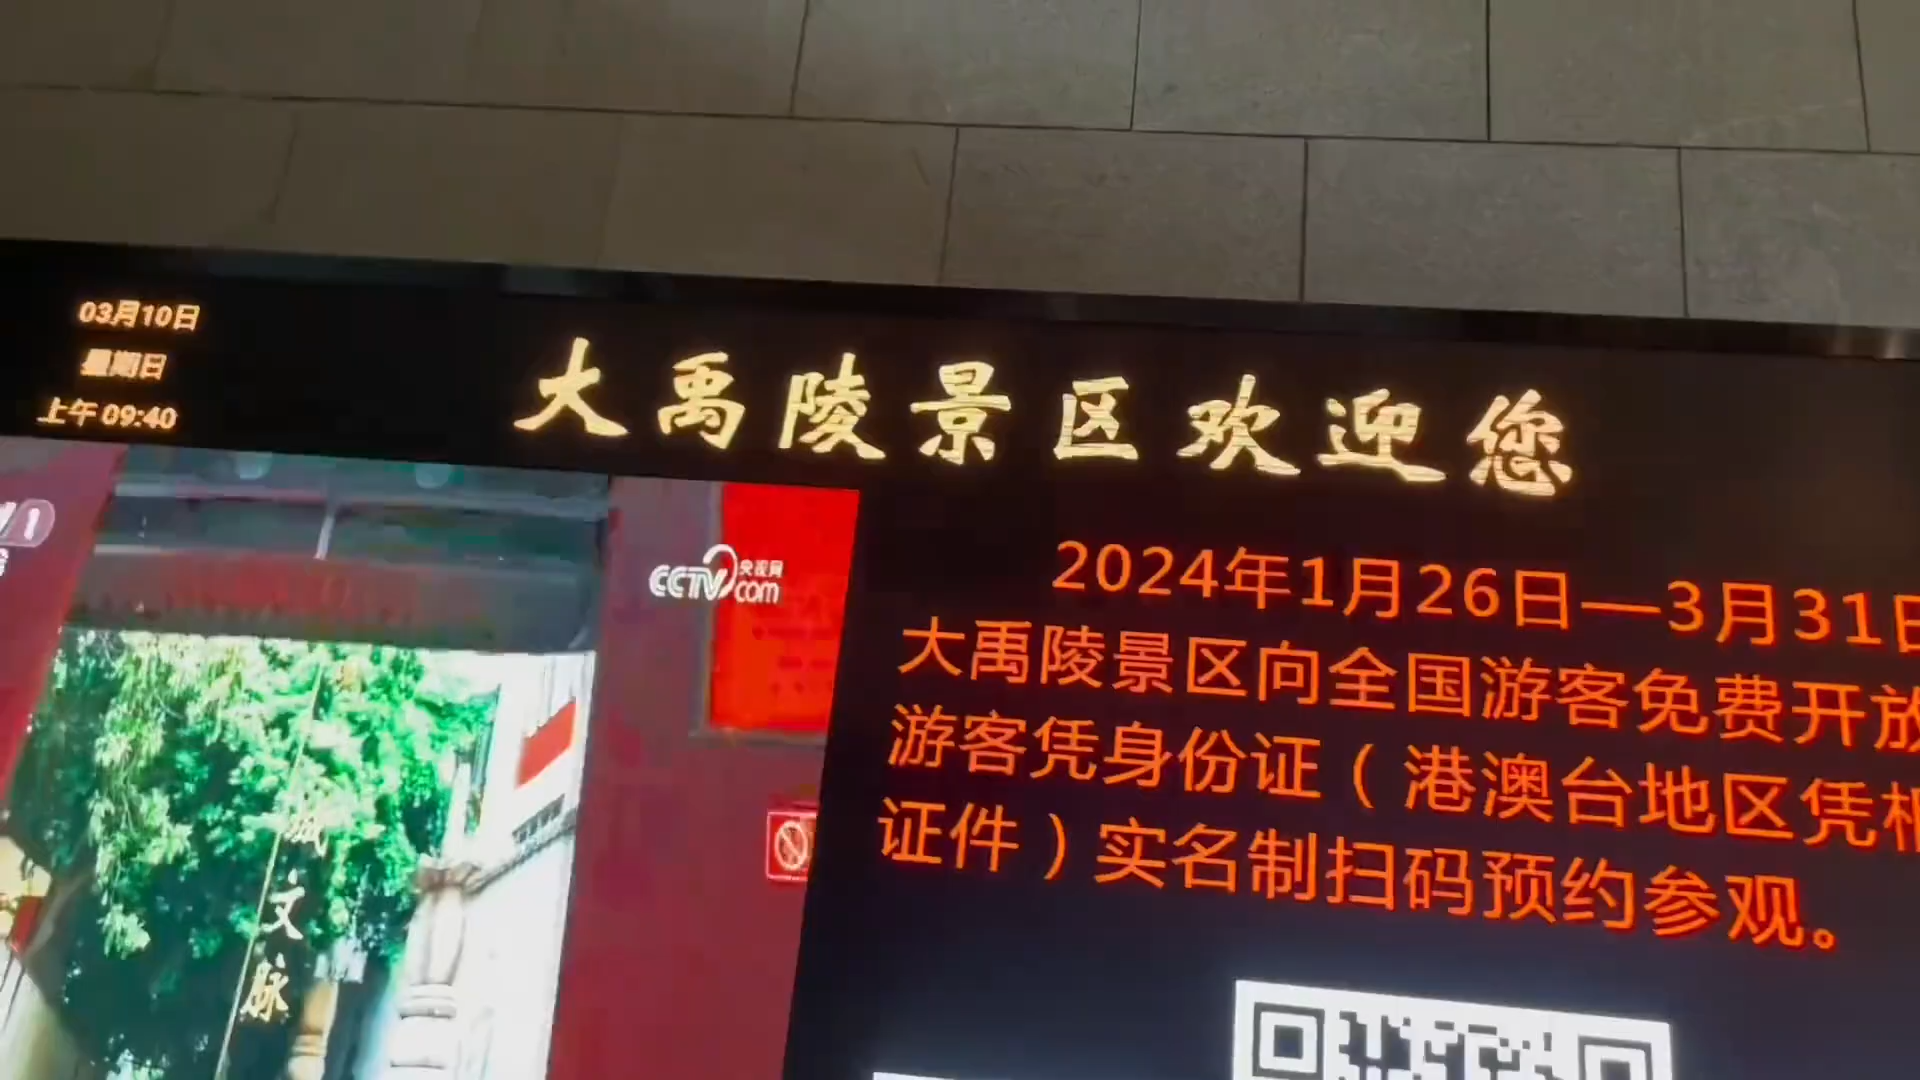 03月10日
星期日
上午 09:40
大禹陵景区欢迎您
2024年1月26日—3月31日
大禹陵景区向全国游客免费开放
游客凭身份证（港澳台地区凭相
证件）实名制扫码预约参观。
CCTV 央视网
com
文脉